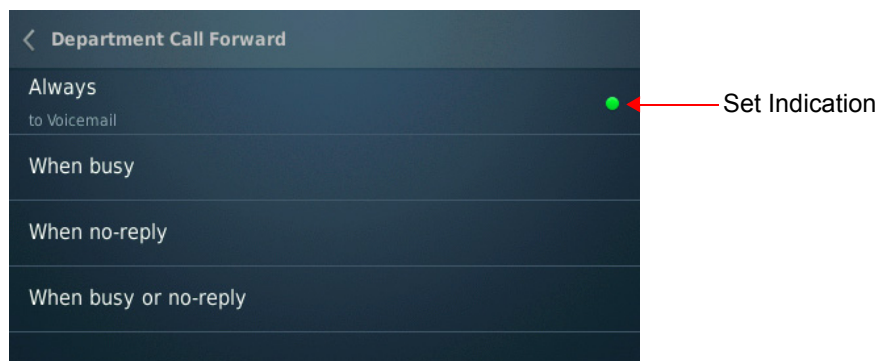 Department Call Forward
Always
Set Indication
to Voicemail
When busy
When no-reply
When busy or no-reply